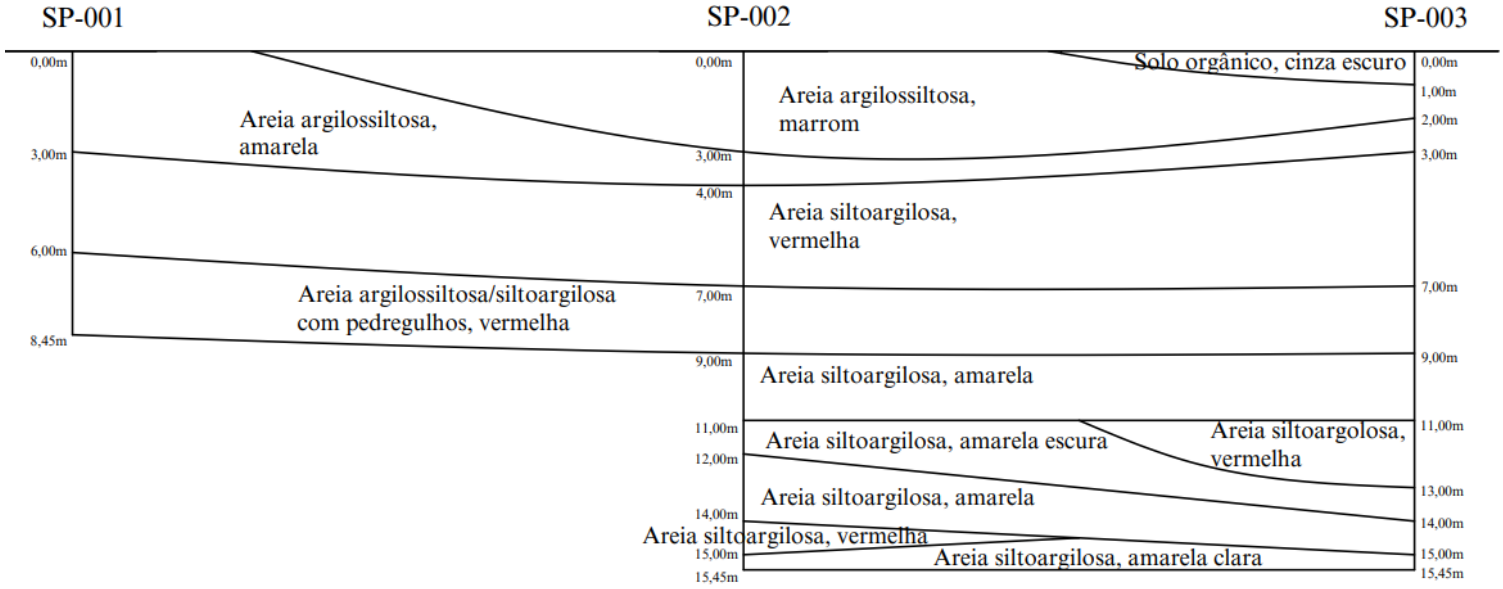 SP-001
SP-002
SP-003
0,00m
0,00m
Solo orgânico, cinza escuro
0,00m
1,00m
Areia argilossiltosa,
marrom
Areia argilossiltosa,
amarela
2,00m
3,00m
3,00m
3,00m
4,00m
Areia siltoargilosa,
vermelha
6,00m
7,00m
7,00m
Areia argilossiltosa/siltoargilosa
com pedregulhos, vermelha
8,45m
9,00m
9,00m
Areia siltoargilosa, amarela
11,00m
11,00m
Areia siltoargilosa, amarela escura
Areia siltoargolosa,
vermelha
12,00m
13,00m
Areia siltoargilosa, amarela
14,00m
14,00m
Areia siltoargilosa, vermelha
15,00m
15,00m
Areia siltoargilosa, amarela clara
15,45m
15,45m